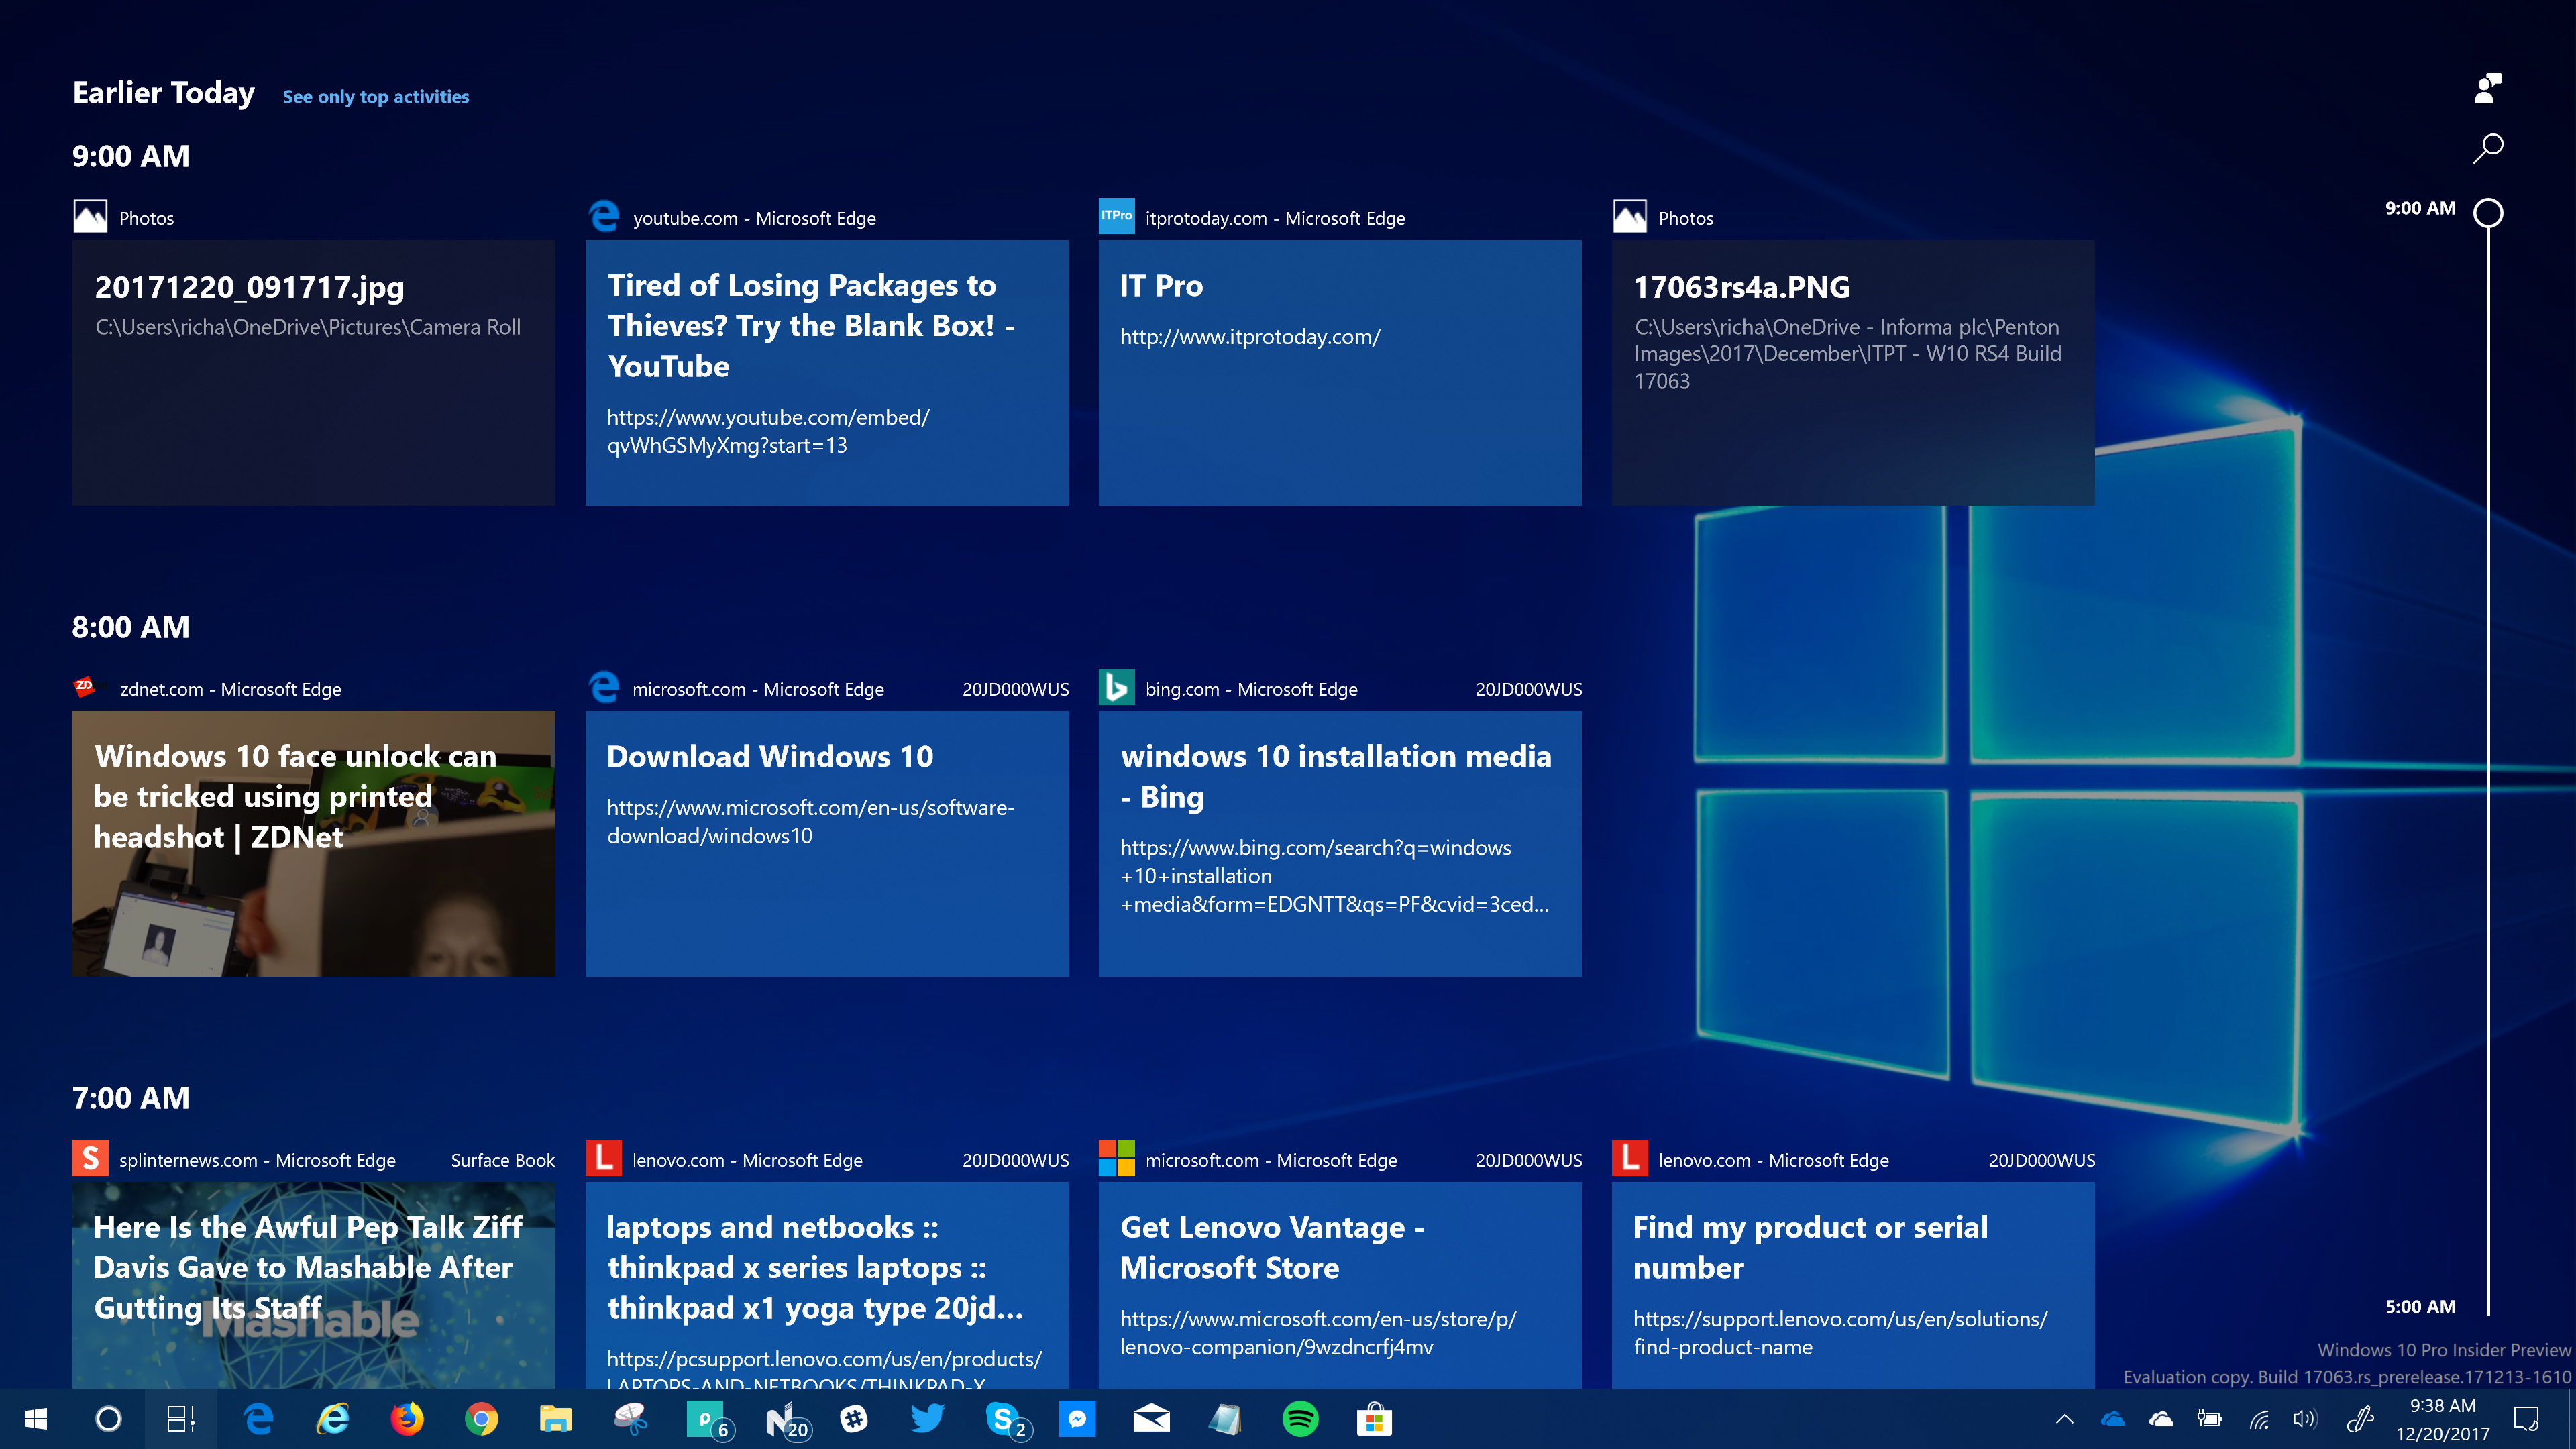 Earlier Today See only top activities
9:00 AM
Photos
20171220_091717.jpg
C:\Users\richa\OneDrive\Pictures\Camera Roll
youtube.com - Microsoft Edge
Tired of Losing Packages to
Thieves? Try the Blank Box! -
YouTube
https://www.youtube.com/embed/
qvWhGSMyXmg?start=13
ITPro
itprotoday.com - Microsoft Edge
IT Pro
http://www.itprotoday.com/
Photos
17063rs4a.PNG
C:\Users\richa\OneDrive - Informa plc\Penton
Images\2017\December\ITPT - W10 RS4 Build
17063
9:00 AM
8:00 AM
ZD
zdnet.com - Microsoft Edge
Windows 10 face unlock can
be tricked using printed
headshot | ZDNet
microsoft.com - Microsoft Edge 20JD000WUS
Download Windows 10
https://www.microsoft.com/en-us/software-
download/windows10
bing.com - Microsoft Edge 20JD000WUS
windows 10 installation media
- Bing
https://www.bing.com/search?q=windows
+10+installation
+media&form=EDGNTT&qs=PF&cvid=3ced...
7:00 AM
S
splinternews.com - Microsoft Edge Surface Book
Here Is the Awful Pep Talk Ziff
Davis Gave to Mashable After
Gutting Its Staff
Mashable
L
lenovo.com - Microsoft Edge 20JD000WUS
laptops and netbooks ::
thinkpad x series laptops ::
thinkpad x1 yoga type 20jd...
https://pcsupport.lenovo.com/us/en/products/
LAPTOPS-AND-NETBOOKS/THINKPAD-X
microsoft.com - Microsoft Edge 20JD000WUS
Get Lenovo Vantage -
Microsoft Store
https://www.microsoft.com/en-us/store/p/
lenovo-companion/9wzdncrfj4mv
L
lenovo.com - Microsoft Edge 20JD000WUS
Find my product or serial
number
https://support.lenovo.com/us/en/solutions/
find-product-name
5:00 AM
Windows 10 Pro Insider Preview
Evaluation copy. Build 17063.rs_prerelease.171213-1610
6
20
2
9:38 AM
12/20/2017